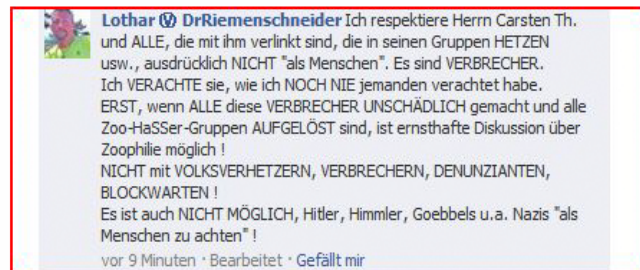 Lothar Ⓥ DrRiemenschneider Ich respektiere Herrn Carsten Th.
und ALLE, die mit ihm verlinkt sind, die in seinen Gruppen HETZEN
usw., ausdrücklich NICHT "als Menschen". Es sind VERBRECHER.
Ich VERACHTE sie, wie ich NOCH NIE jemanden verachtet habe.
ERST, wenn ALLE diese VERBRECHER UNSCHÄDLICH gemacht und alle
Zoo-HaSSer-Gruppen AUFGELÖST sind, ist ernsthafte Diskussion über
Zoophilie möglich !
NICHT mit VOLKSVERHETZERN, VERBRECHERN, DENUNZIANTEN,
BLOCKWARTEN !
Es ist auch NICHT MÖGLICH, Hitler, Himmler, Goebbels u.a. Nazis "als
Menschen zu achten" !
vor 9 Minuten · Bearbeitet · Gefällt mir